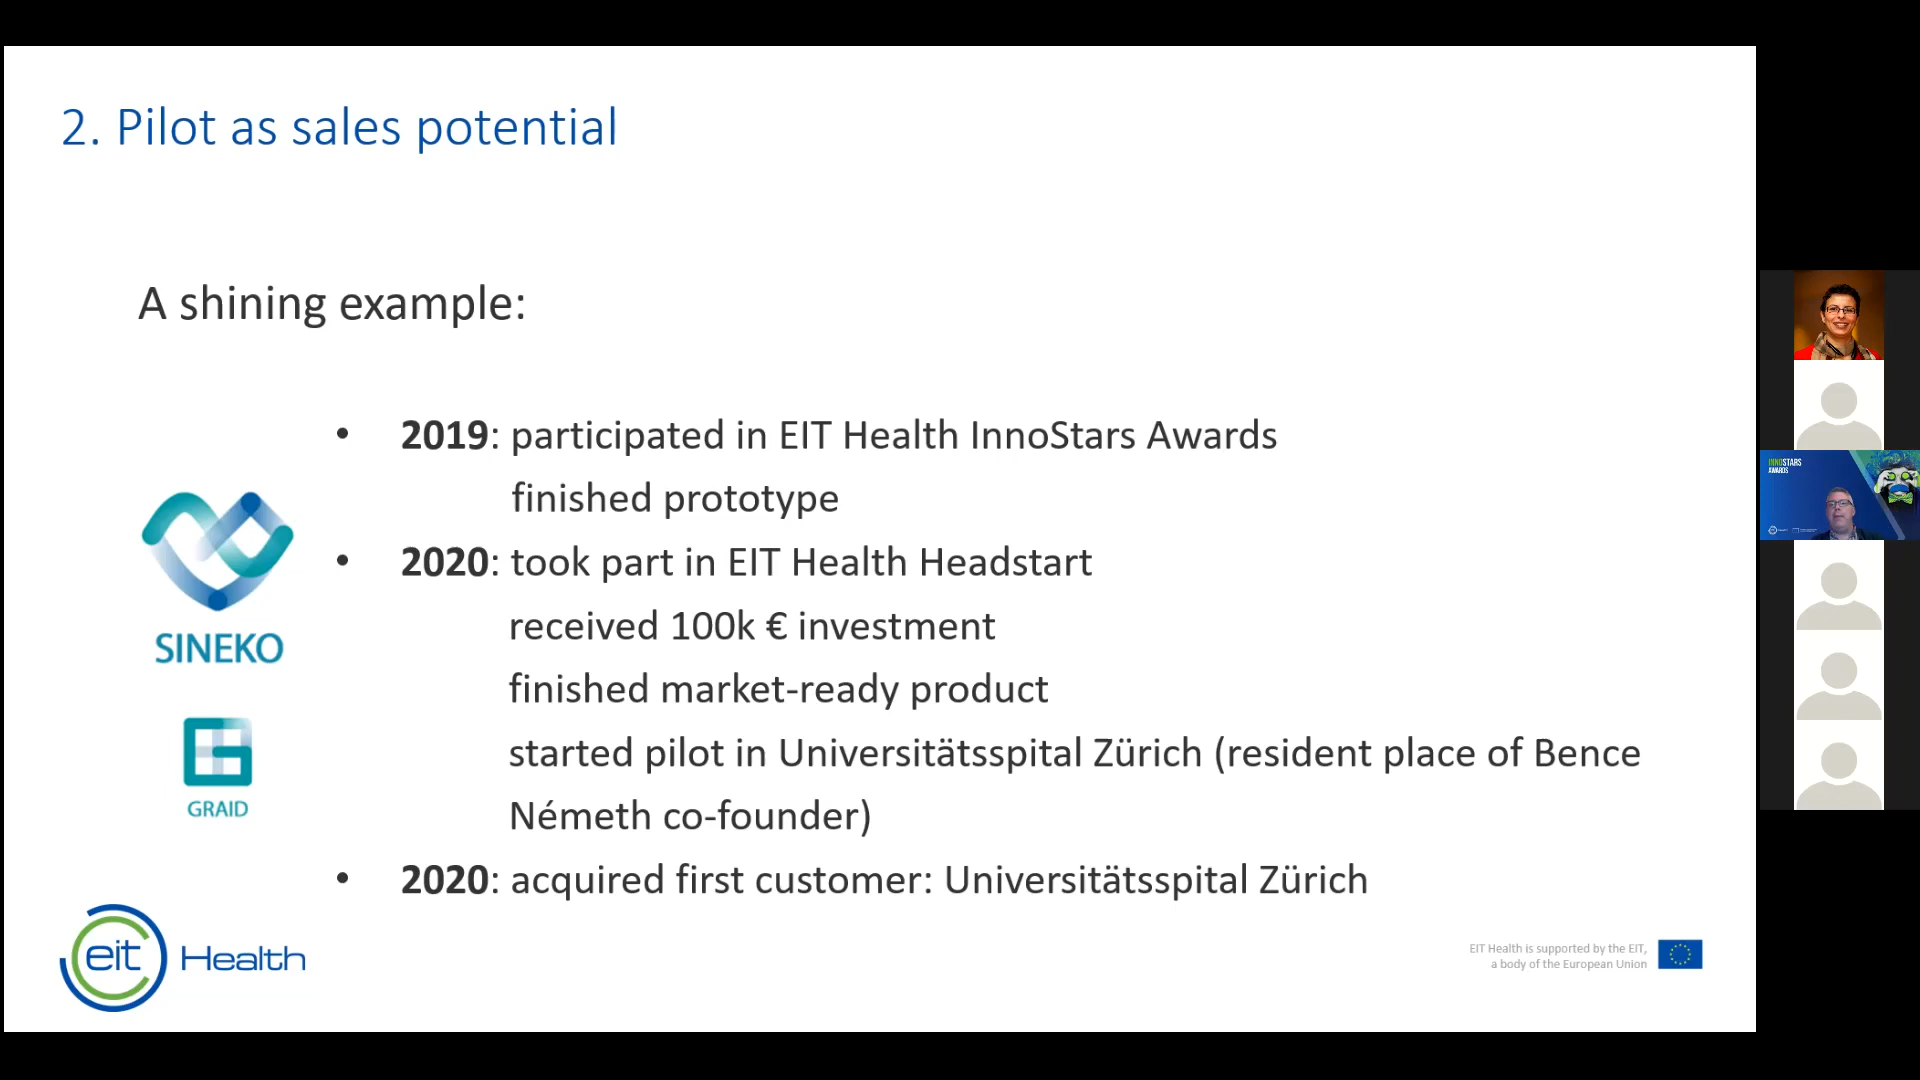 2. Pilot as sales potential
A shining example:
• 2019: participated in EIT Health InnoStars Awards
finished prototype
• 2020: took part in EIT Health Headstart
received 100k € investment
finished market-ready product
started pilot in Universitätsspital Zürich (resident place of Bence
Németh co-founder)
• 2020: acquired first customer: Universitätsspital Zürich
SINEKO
GRAID
eit Health
EIT Health is supported by the EIT,
a body of the European Union
INNOSTARS
AWARDS